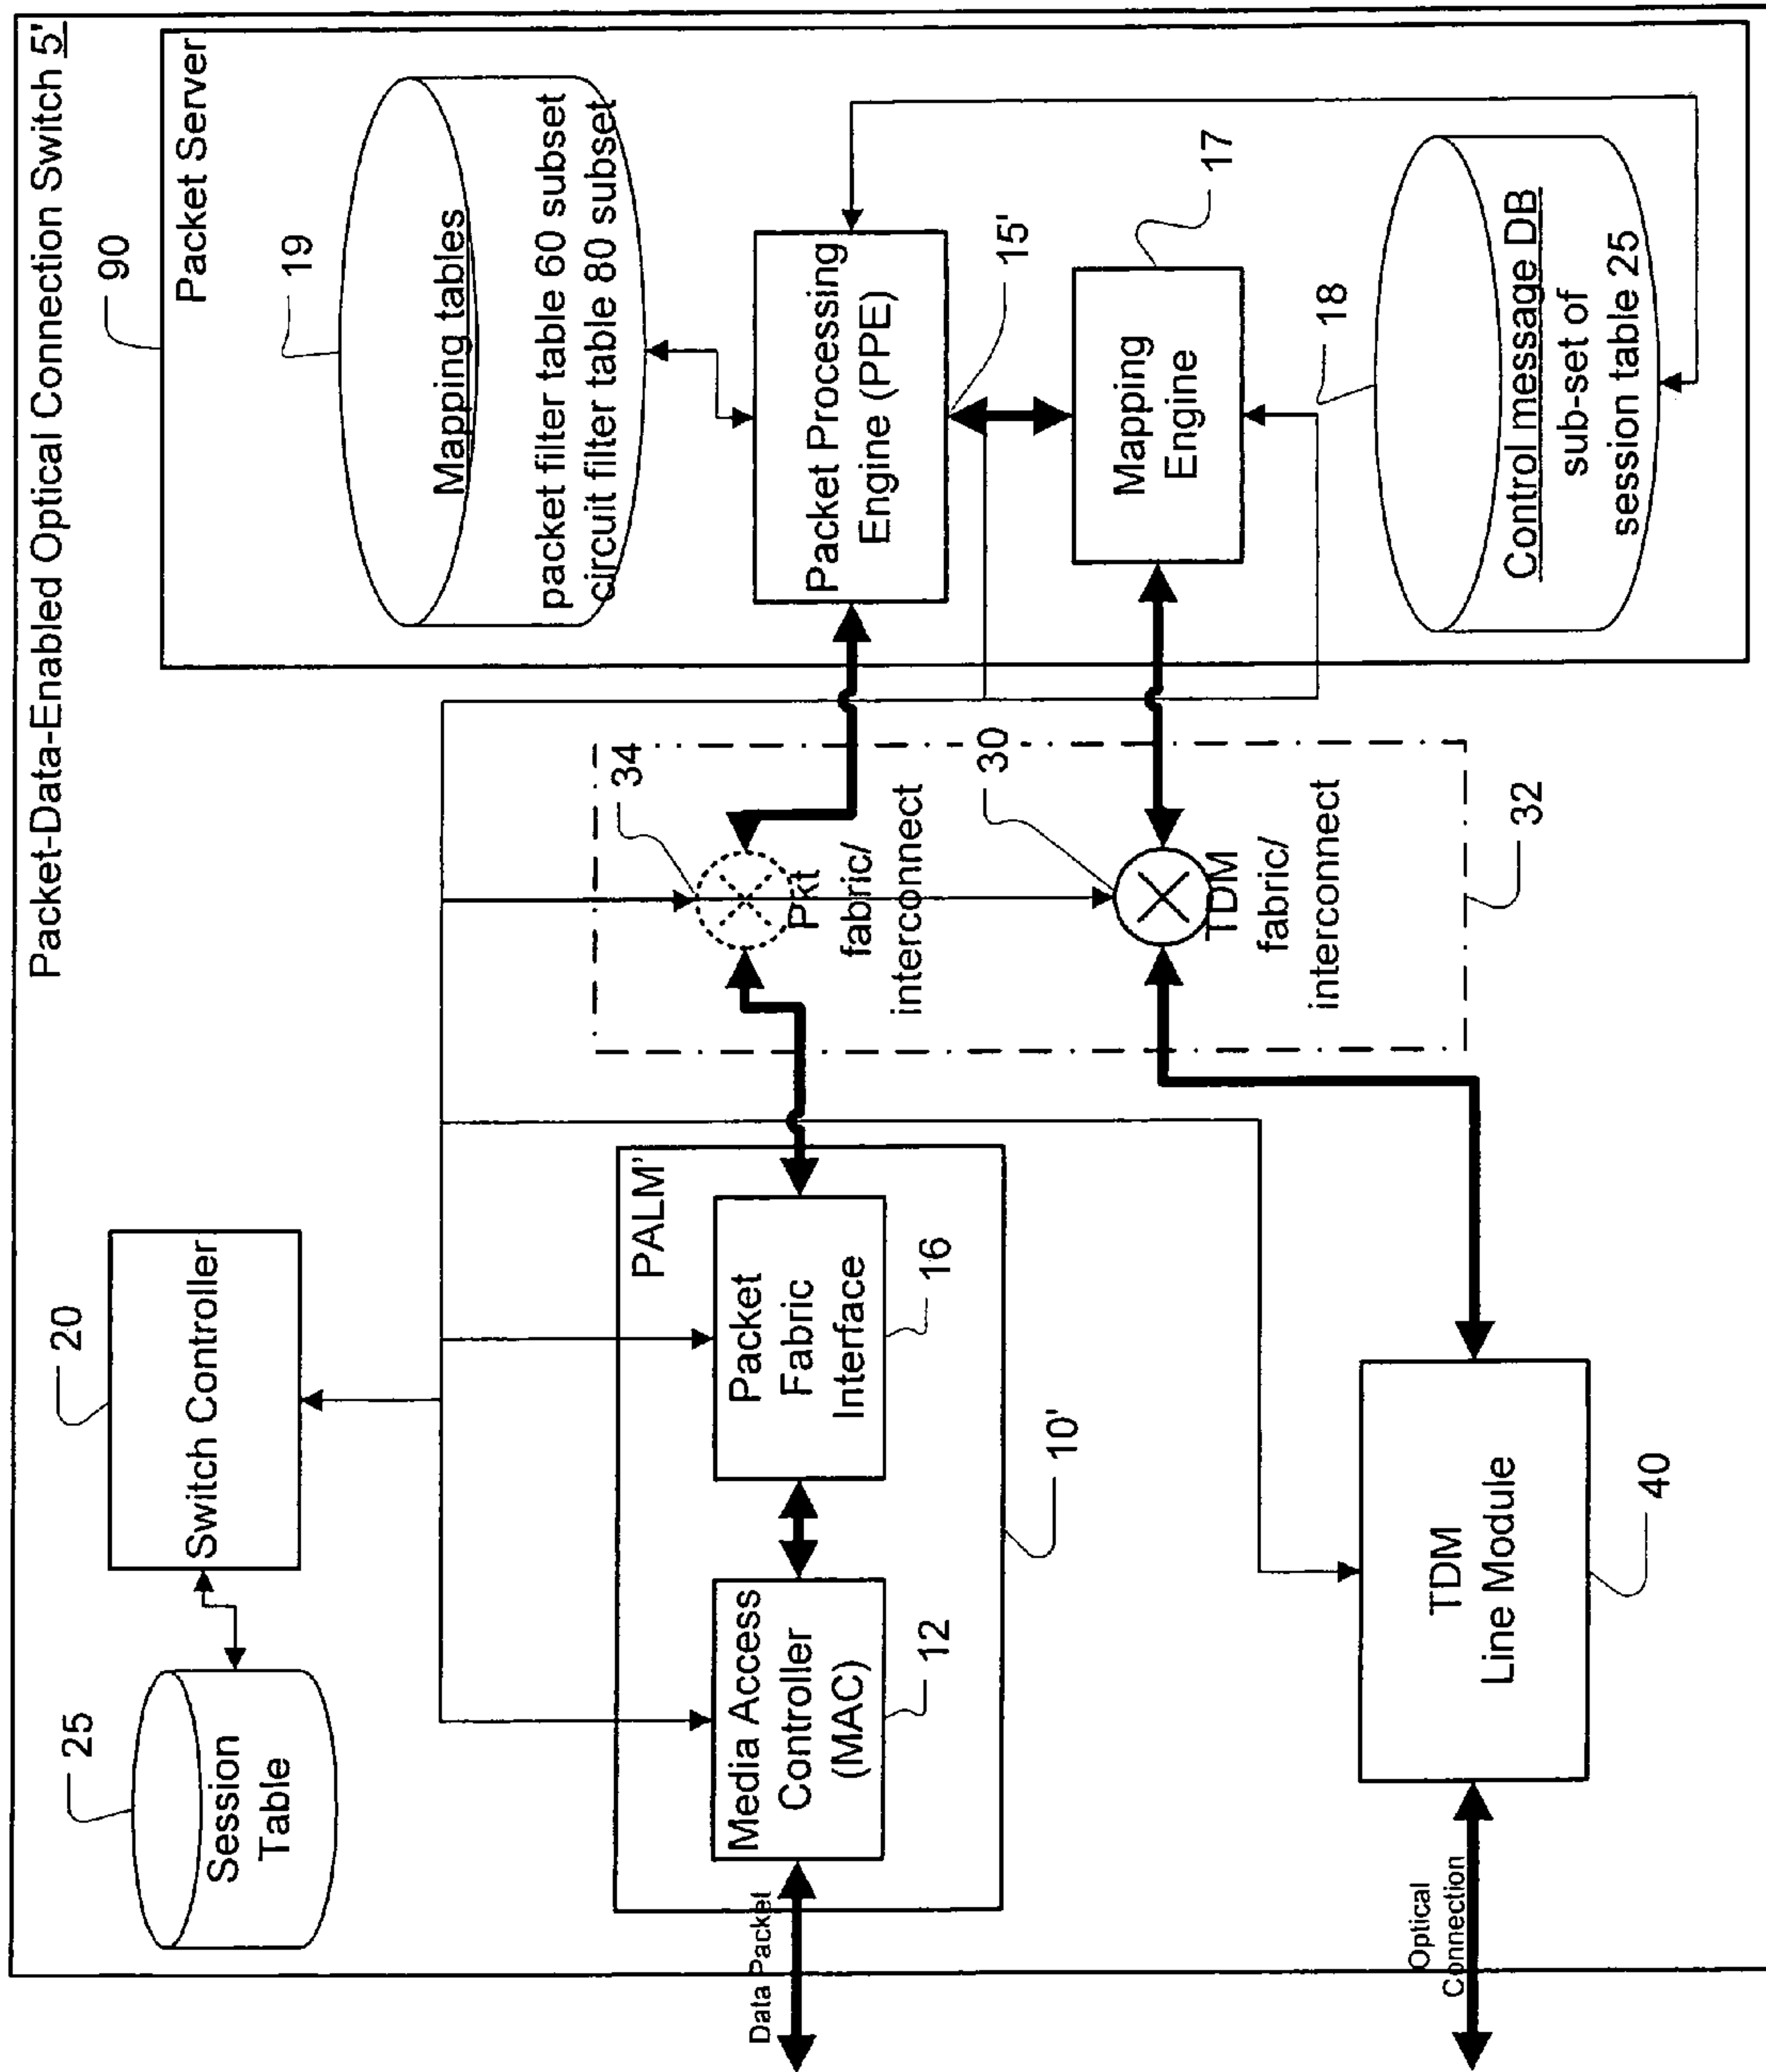 Packet-Data-Enabled Optical Connection Switch 5'
90
Packet Server
19
Mapping tables
packet filter table 60 subset
circuit filter table 80 subset
Packet Processing
Engine (PPE)
15'
17
Mapping
Engine
18
Control message DB
sub-set of
session table 25
34
Pkt
fabric/
interconnect
30
TDM
fabric/
interconnect
32
20
Switch Controller
25
Session
Table
PALM'
Packet
Fabric
Interface
16
Media Access
Controller
(MAC)
12
10'
Data Packet
TDM
Line Module
40
Optical
Connection